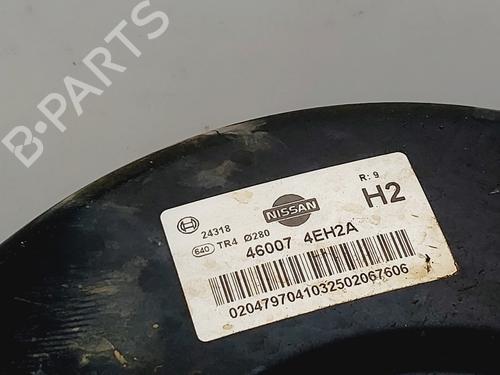 B-PARTS
R: 9
24318
NISSAN
H2
640 TR4 Ø280
46007 4EH2A
0204797041032502067606